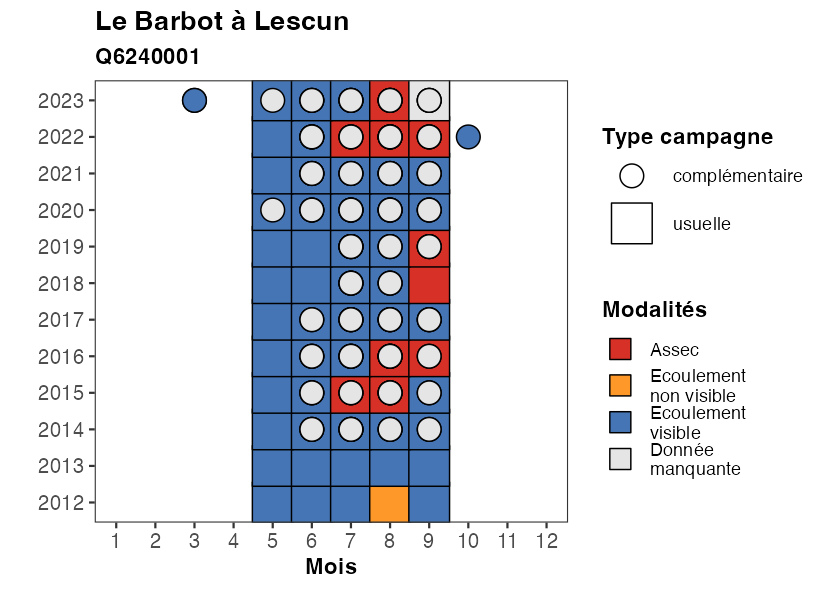 Le Barbot à Lescun
Q6240001
2023
2022
2021
2020
2019
2018
2017
2016
2015
2014
2013
2012
1 2 3 4 5 6 7 8 9 10 11 12
Mois
Type campagne
complémentaire
usuelle
Modalités
Assec
Ecoulement
non visible
Ecoulement
visible
Donnée
manquante